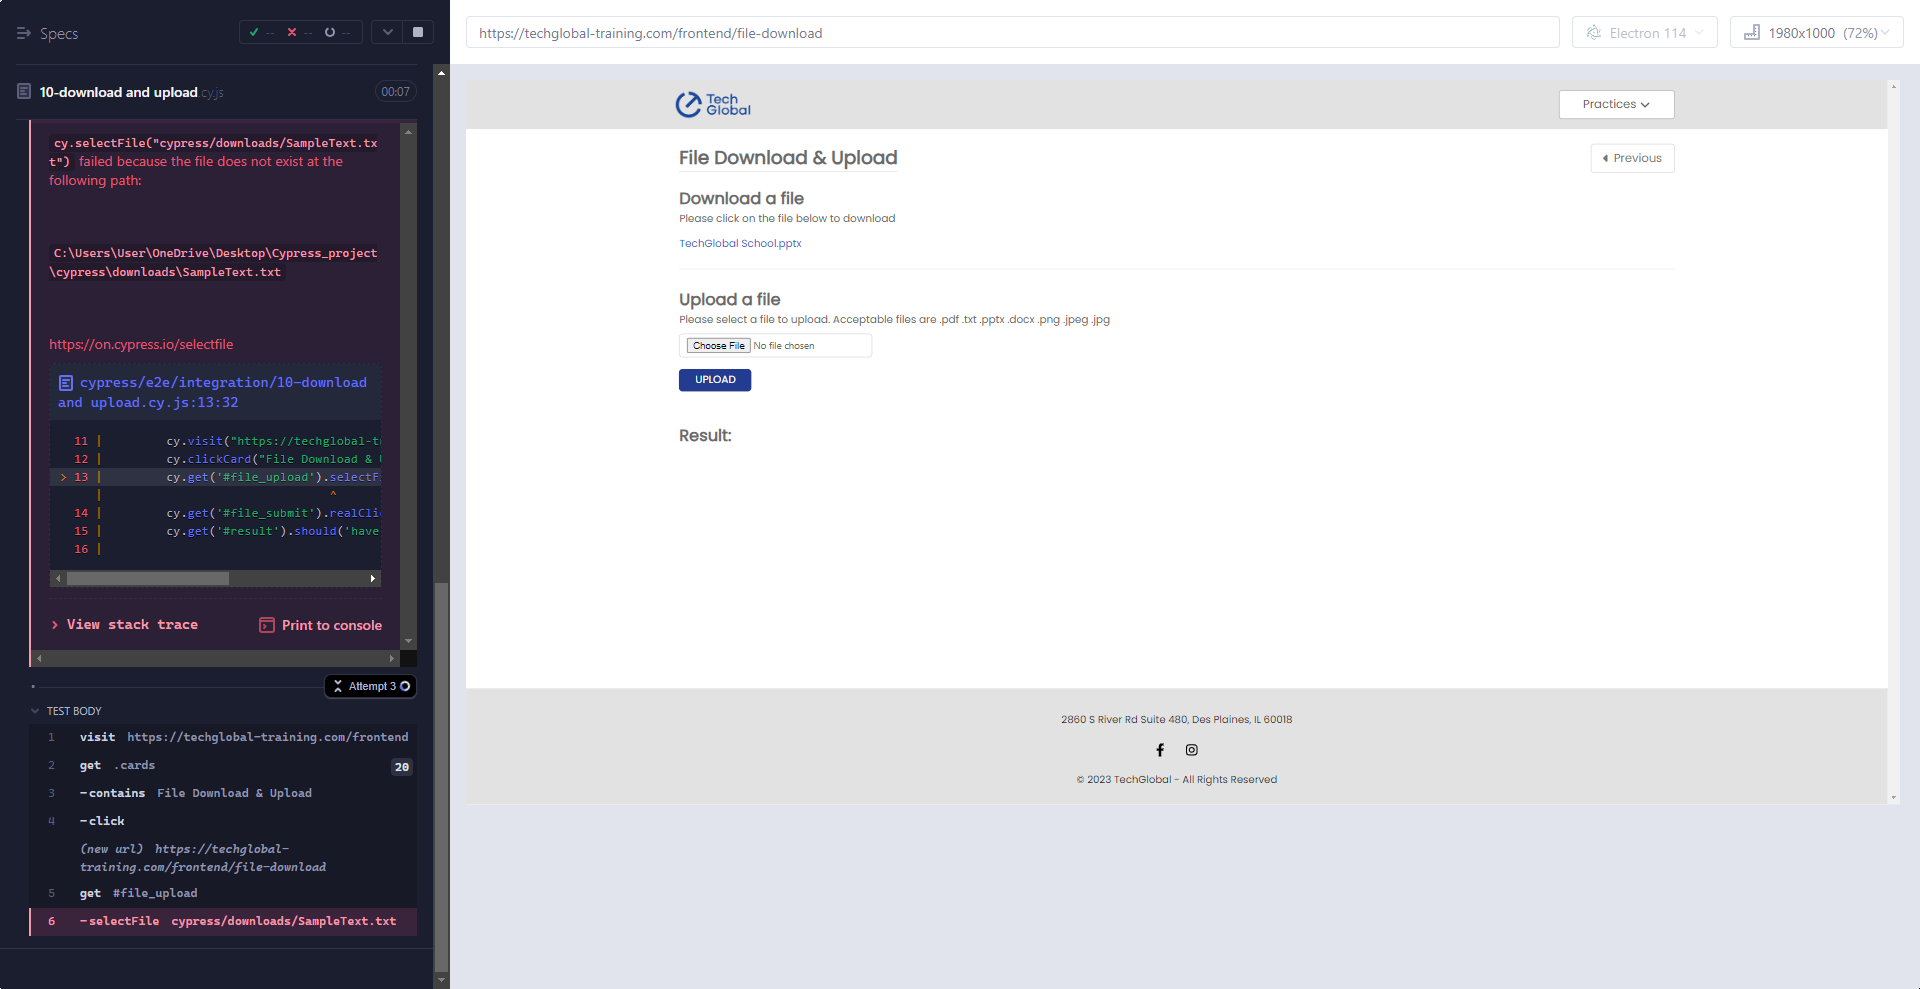 Specs
-- -- --
https://techglobal-training.com/frontend/file-download
Electron 114
1980x1000 (72%)
10-download and upload.cy.js
00:07
cy.selectFile("cypress/downloads/SampleText.tx
t") failed because the file does not exist at the
following path:
C:\Users\User\OneDrive\Desktop\Cypress_project
\cypress\downloads\SampleText.txt
https://on.cypress.io/selectfile
cypress/e2e/integration/10-download
and upload.cy.js:13:32
11 | cy.visit("https://techglobal-t
12 | cy.clickCard("File Download &
> 13 | cy.get('#file_upload').selectF
| ^
14 | cy.get('#file_submit').realCli
15 | cy.get('#result').should('have
16 |
> View stack trace
Print to console
Attempt 3
TEST BODY
1 visit https://techglobal-training.com/frontend
2 get .cards 20
3 -contains File Download & Upload
4 -click
(new url) https://techglobal-
training.com/frontend/file-download
5 get #file_upload
6 -selectFile cypress/downloads/SampleText.txt
Tech
Global
Practices
File Download & Upload
Previous
Download a file
Please click on the file below to download
TechGlobal School.pptx
Upload a file
Please select a file to upload. Acceptable files are .pdf .txt .pptx .docx .png .jpeg .jpg
Choose File No file chosen
UPLOAD
Result:
2860 S River Rd Suite 480, Des Plaines, IL 60018
© 2023 TechGlobal - All Rights Reserved